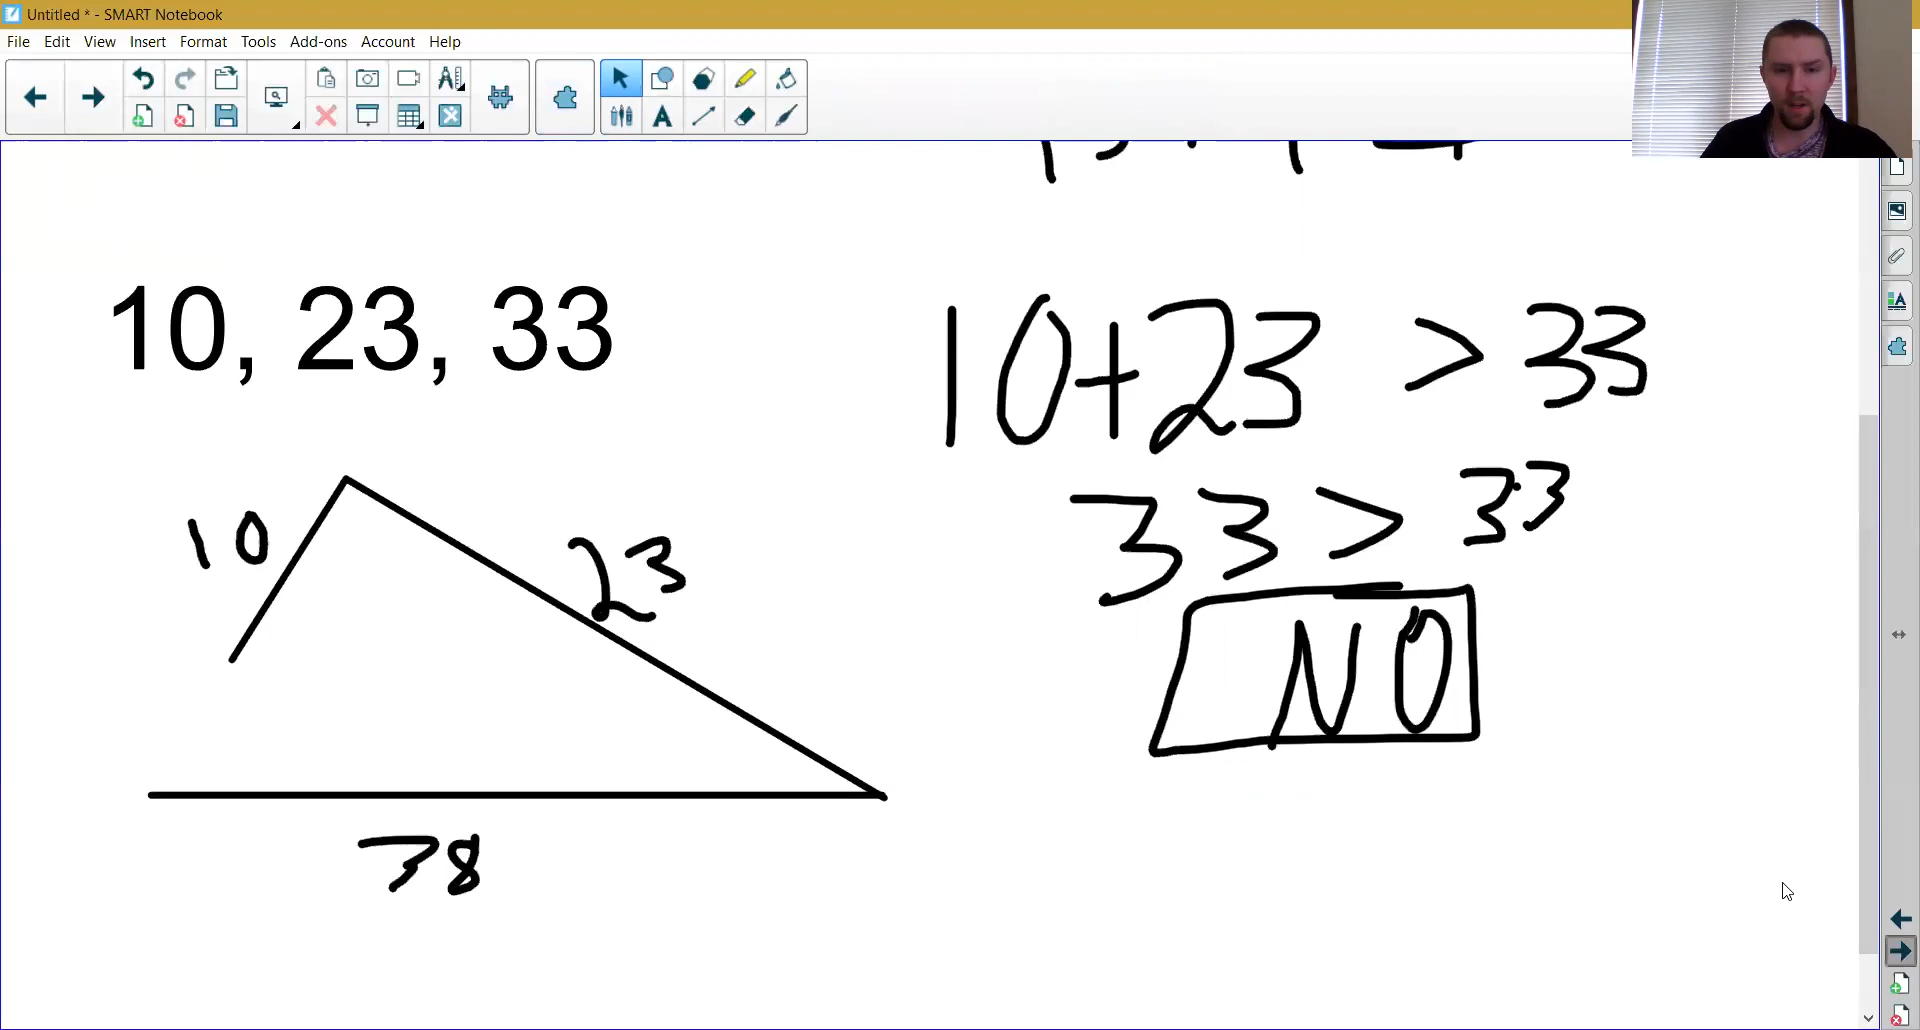 Untitled * - SMART Notebook
File Edit View Insert Format Tools Add-ons Account Help
10, 23, 33
10+23 > 33
33 > 33
10
23
NO
38